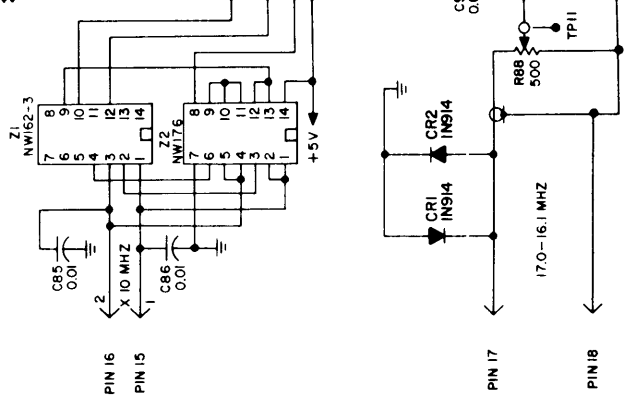 Z1
NW162-3
7 8
6 9
5 10
4 11
3 12
2 13
1 14
Z2
NW176
7 8
6 9
5 10
4 11
3 12
2 13
1 14
+5V
C85
0.01
C86
0.01
2
X 10 MHZ
1
PIN 16
PIN 15
CR2
IN914
CR1
IN914
R88
500
TP11
17.0-16.1 MHZ
PIN 17
PIN 18